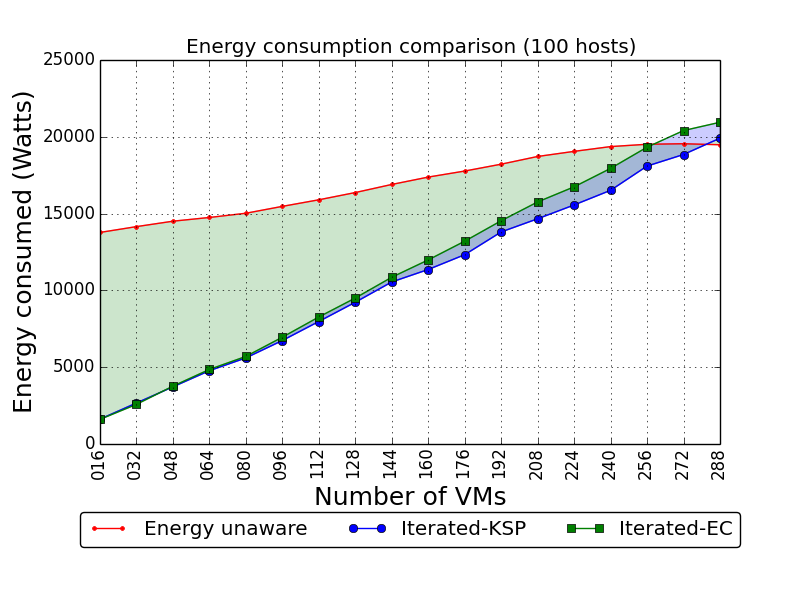 Energy consumption comparison (100 hosts)
Energy consumed (Watts)
25000
20000
15000
10000
5000
0
016 032 048 064 080 096 112 128 144 160 176 192 208 224 240 256 272 288
Number of VMs
Energy unaware Iterated-KSP Iterated-EC